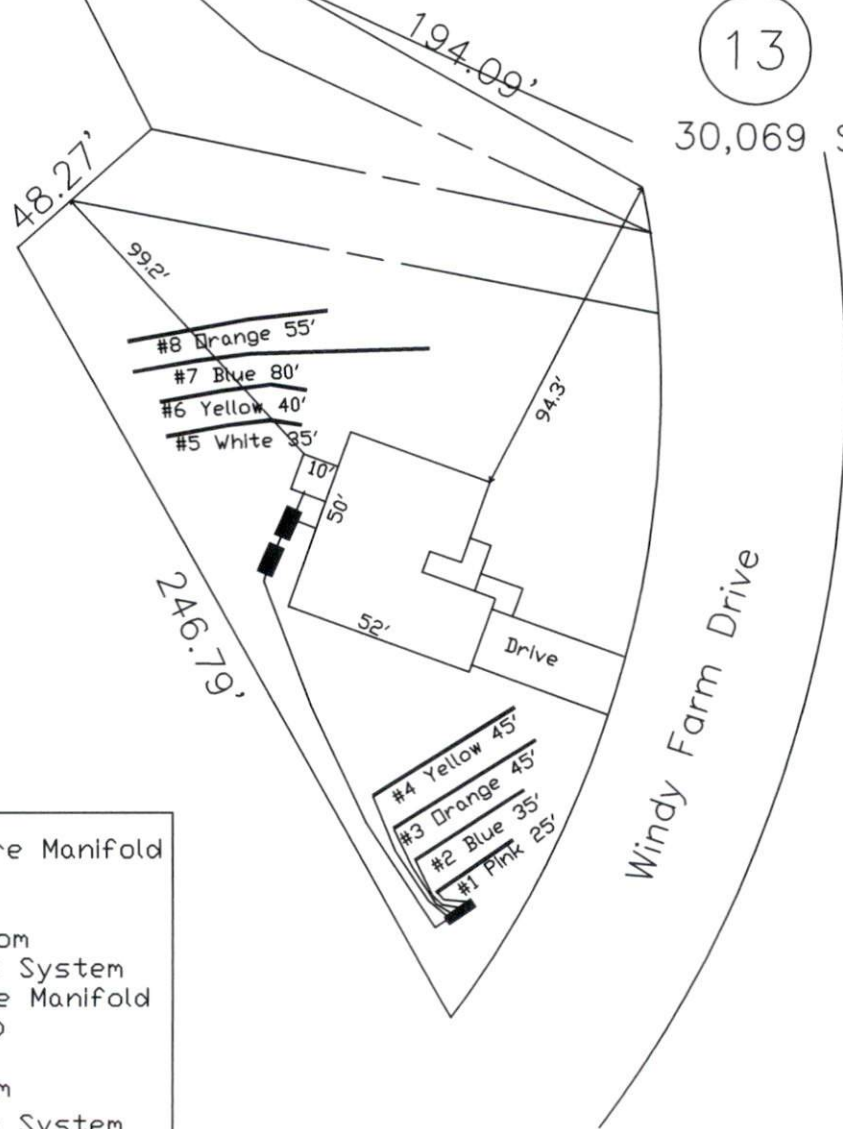 194.09'
13
30,069
48.27'
99.2'
#8 Orange 55'
#7 Blue 80'
#6 Yellow 40'
#5 White 35'
94.3'
10'
50'
52'
Drive
246.79'
Windy Farm Drive
#4 Yellow 45'
#3 Orange 45'
#2 Blue 35'
#1 Pink 25'
Manifold
System
Manifold
System